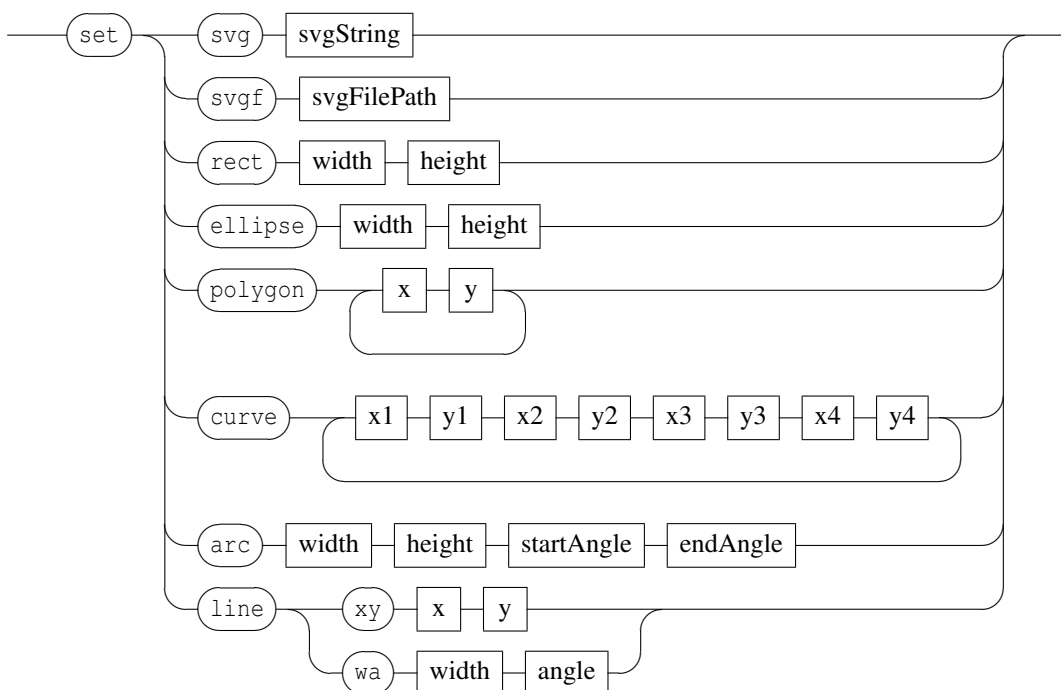 set svg svgString
svgf svgFilePath
rect width height
ellipse width height
polygon x y
curve x1 y1 x2 y2 x3 y3 x4 y4
arc width height startAngle endAngle
line xy x y
wa width angle